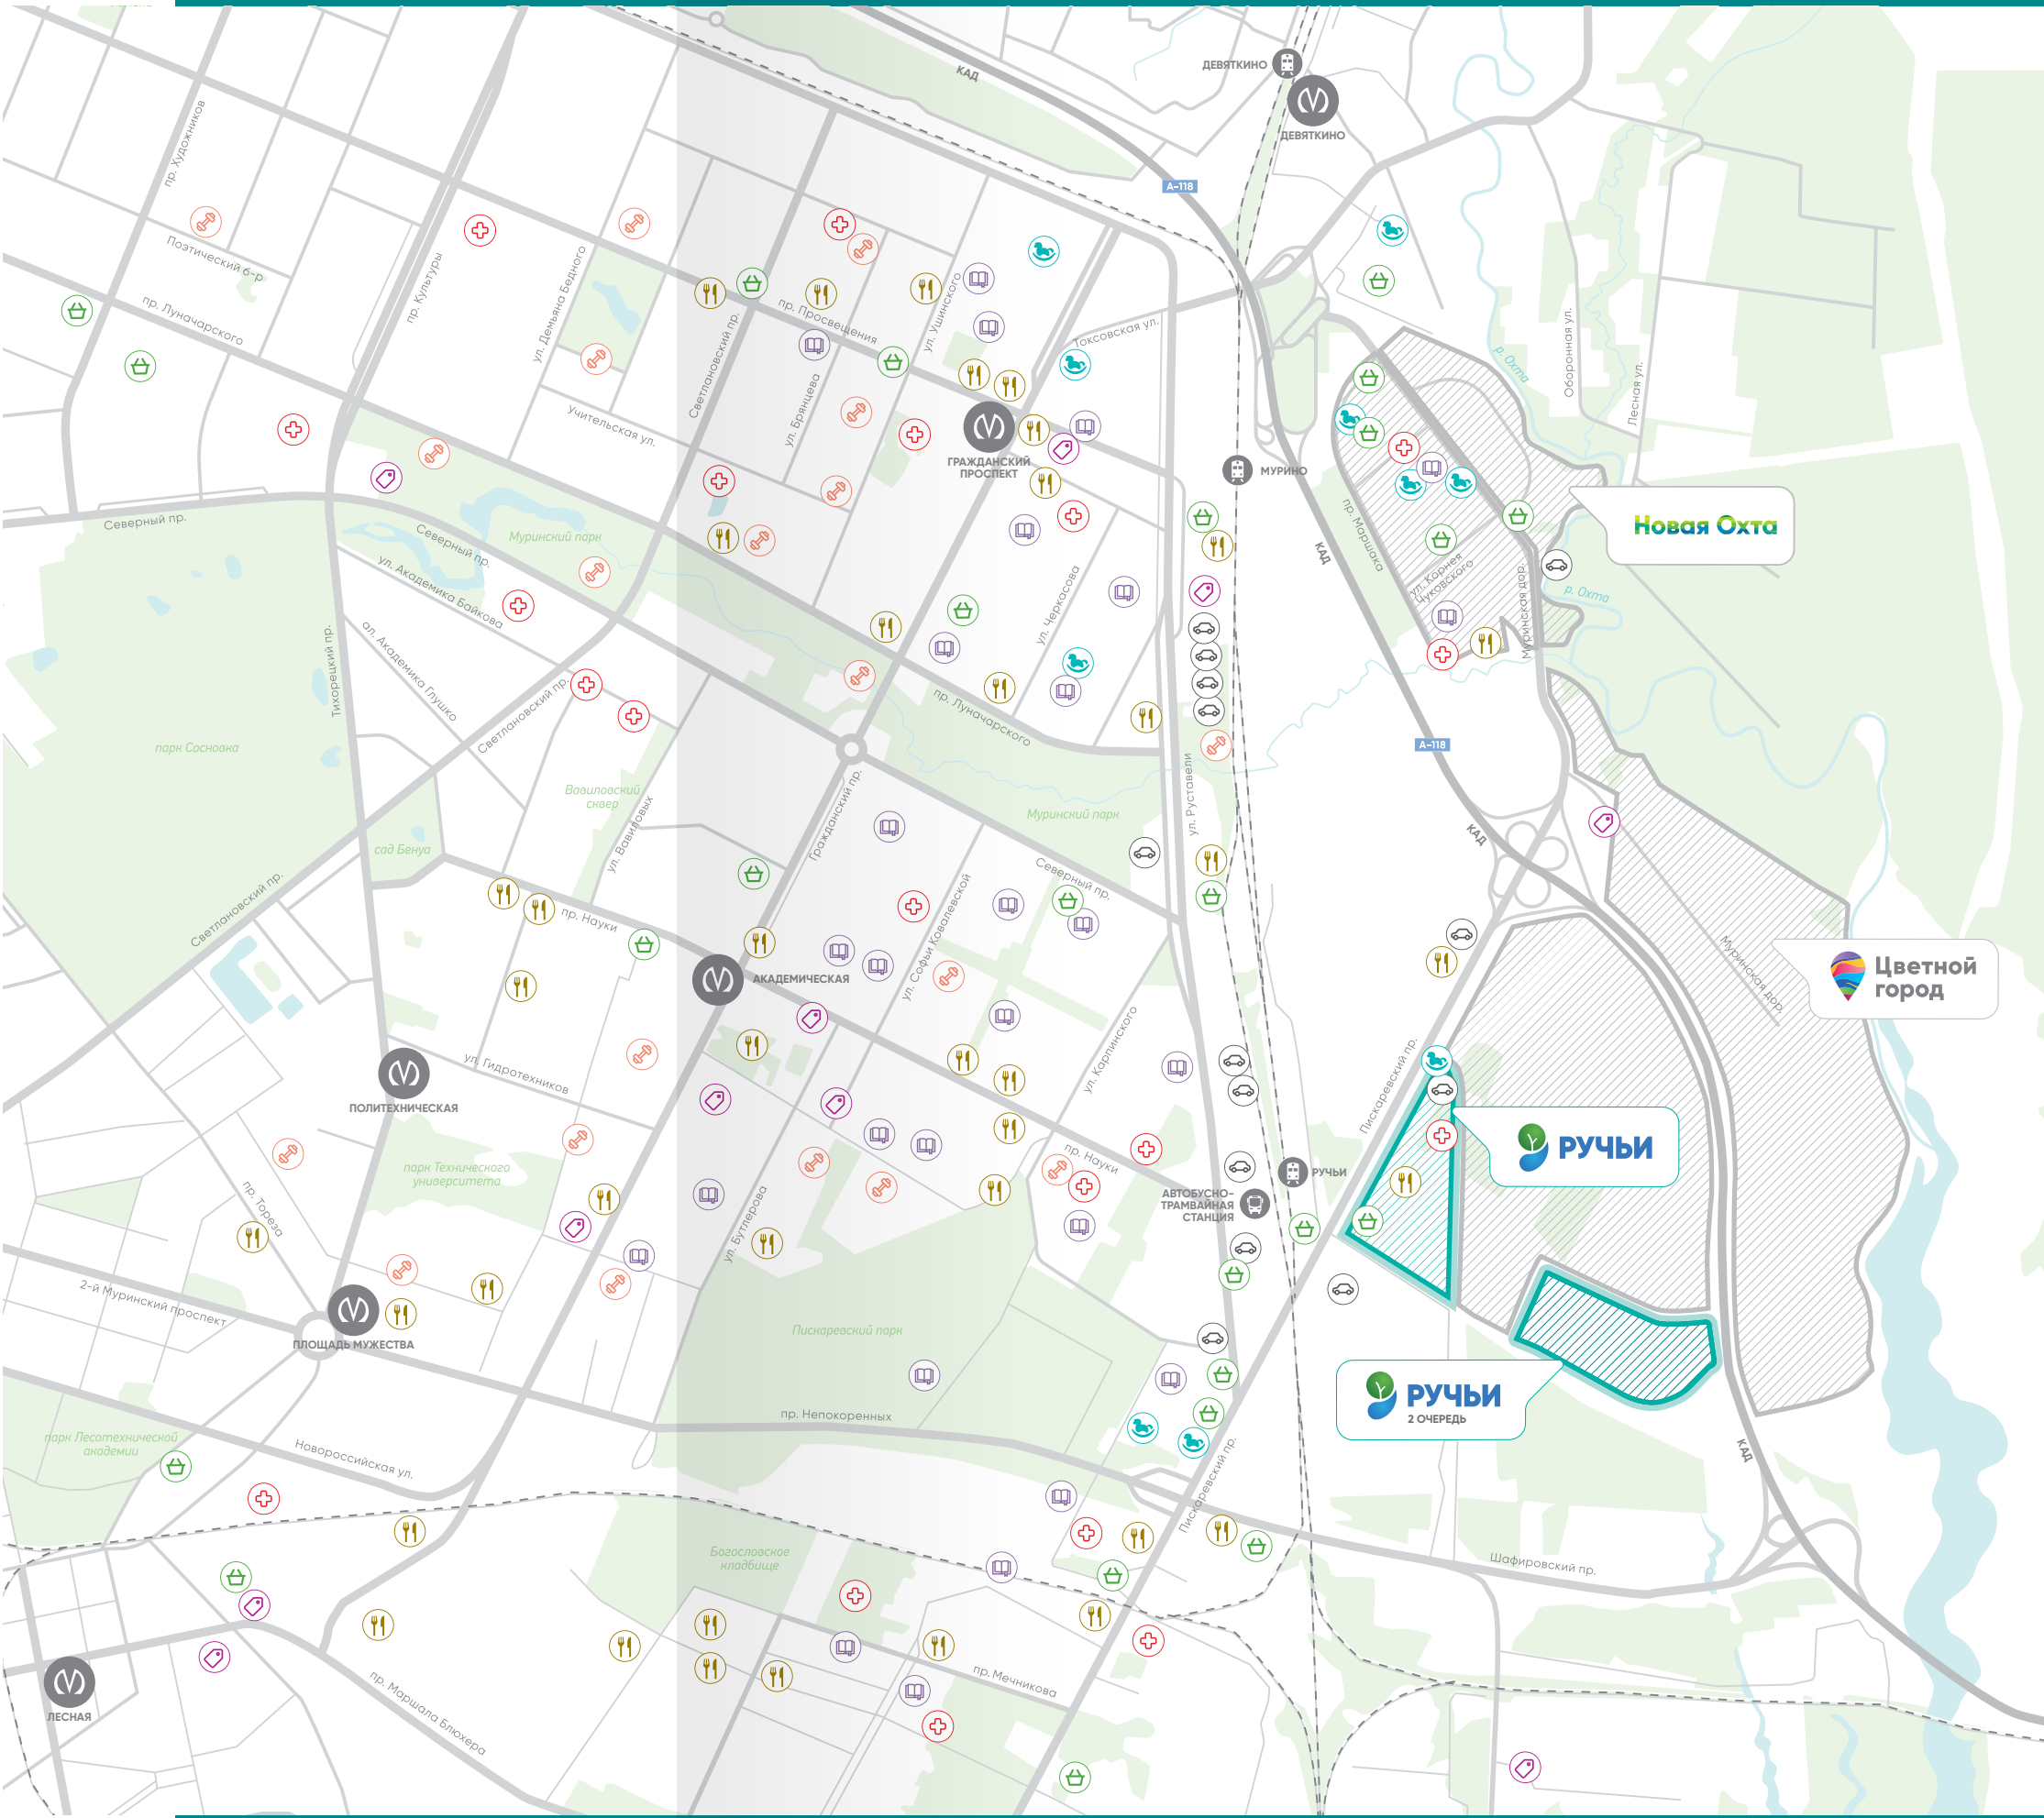 КАД
ДЕВЯТКИНО
ДЕВЯТКИНО
А-118
пр. Художников
Поэтический б-р
пр. Луначарского
пр. Культуры
ул. Демьяна Бедного
Учительская ул.
Светлановский пр.
пр. Просвещения
ул. Брянцева
ул. Ушинского
Токсовская ул.
ГРАЖДАНСКИЙ
ПРОСПЕКТ
МУРИНО
р. Охта
Оборонная ул.
Лесная ул.
Новая Охта
пр. Маршака
КАД
ул. Корнея
Чуковского
Муринская дор.
р. Охта
Северный пр.
Северный пр.
Муринский парк
ул. Академика Байкова
ал. Академика Глушко
Тихорецкий пр.
Светлановский пр.
ул. Черкасова
пр. Луначарского
парк Сосновка
Вавиловский
сквер
ул. Вавиловых
сад Бенуа
Гражданский пр.
Муринский парк
ул. Руставели
А-118
КАД
Северный пр.
Светлановский пр.
пр. Науки
АКАДЕМИЧЕСКАЯ
ул. Софьи Ковалевской
ул. Карпинского
Муринская дор.
Цветной
город
ПОЛИТЕХНИЧЕСКАЯ
ул. Гидротехников
Пискаревский пр.
РУЧЬИ
парк Технического
университета
пр. Тореза
ул. Бутлерова
пр. Науки
РУЧЬИ
АВТОБУСНО-
ТРАМВАЙНАЯ
СТАНЦИЯ
2-й Муринский проспект
ПЛОЩАДЬ МУЖЕСТВА
Пискаревский парк
РУЧЬИ
2 ОЧЕРЕДЬ
пр. Непокоренных
парк Лесотехнической
академии
Новороссийская ул.
Пискаревский пр.
КАД
Богословское
кладбище
Шафировский пр.
пр. Мечникова
ЛЕСНАЯ
пр. Маршала Блюхера